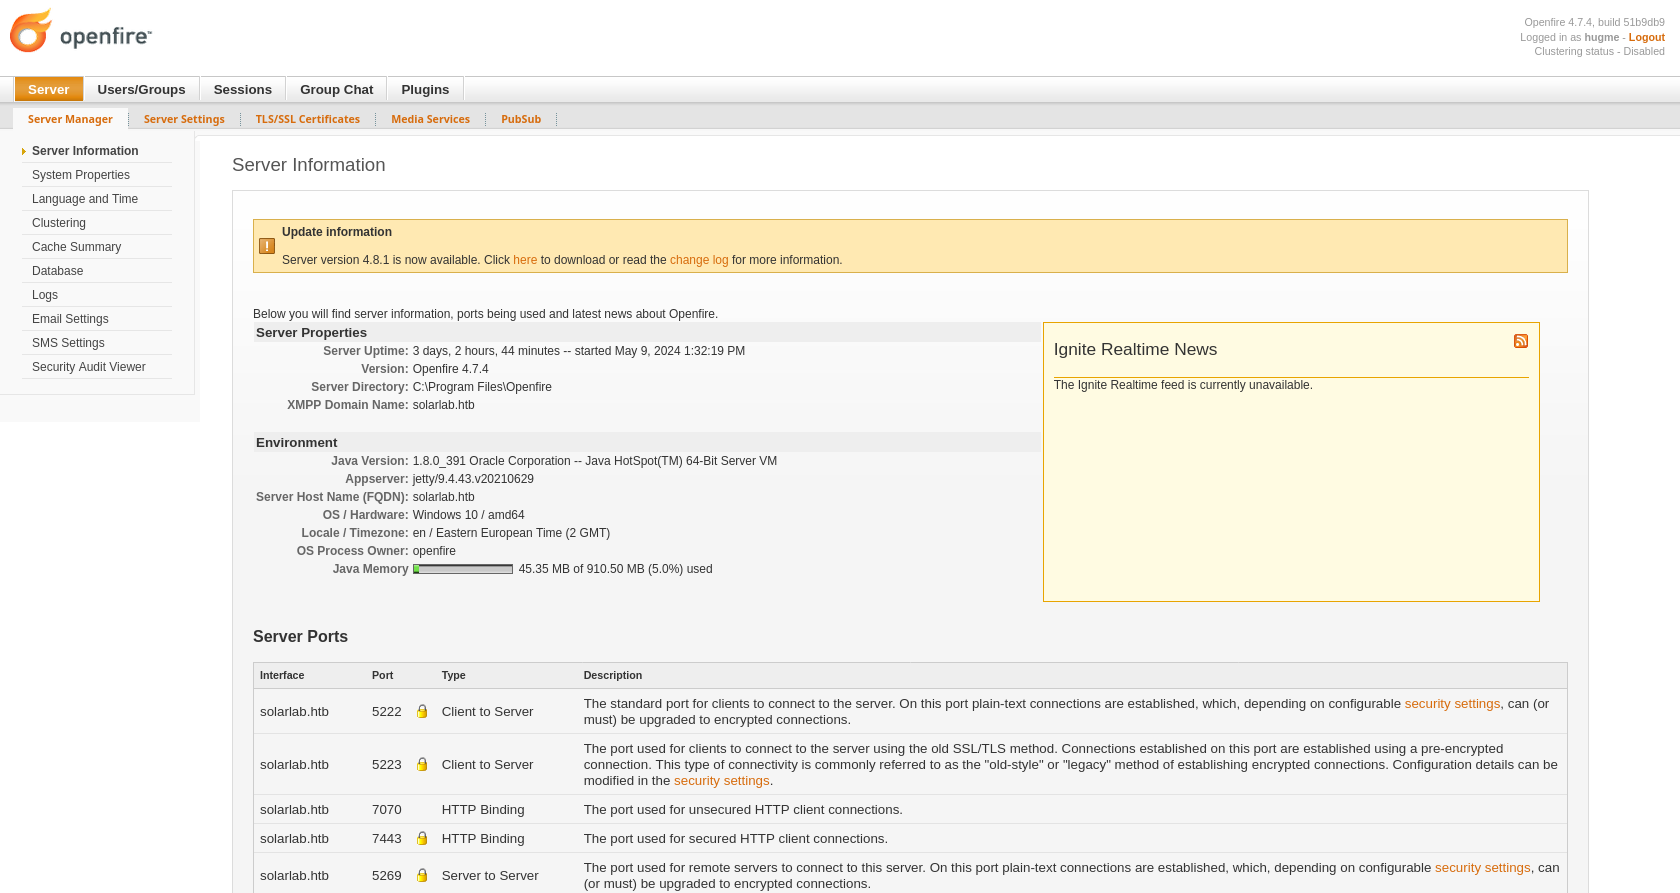 openfire™
Openfire 4.7.4, build 51b9db9
Logged in as hugme - Logout
Clustering status - Disabled
Server Users/Groups Sessions Group Chat Plugins
Server Manager Server Settings TLS/SSL Certificates Media Services PubSub
Server Information
System Properties
Language and Time
Clustering
Cache Summary
Database
Logs
Email Settings
SMS Settings
Security Audit Viewer
Server Information
Update information
Server version 4.8.1 is now available. Click here to download or read the change log for more information.
Below you will find server information, ports being used and latest news about Openfire.
Server Properties
Server Uptime: 3 days, 2 hours, 44 minutes -- started May 9, 2024 1:32:19 PM
Version: Openfire 4.7.4
Server Directory: C:\Program Files\Openfire
XMPP Domain Name: solarlab.htb
Environment
Java Version: 1.8.0_391 Oracle Corporation -- Java HotSpot(TM) 64-Bit Server VM
Appserver: jetty/9.4.43.v20210629
Server Host Name (FQDN): solarlab.htb
OS / Hardware: Windows 10 / amd64
Locale / Timezone: en / Eastern European Time (2 GMT)
OS Process Owner: openfire
Java Memory 45.35 MB of 910.50 MB (5.0%) used
Ignite Realtime News
The Ignite Realtime feed is currently unavailable.
Server Ports
Interface Port Type Description
solarlab.htb 5222 Client to Server The standard port for clients to connect to the server. On this port plain-text connections are established, which, depending on configurable security settings, can (or
must) be upgraded to encrypted connections.
solarlab.htb 5223 Client to Server The port used for clients to connect to the server using the old SSL/TLS method. Connections established on this port are established using a pre-encrypted
connection. This type of connectivity is commonly referred to as the "old-style" or "legacy" method of establishing encrypted connections. Configuration details can be
modified in the security settings.
solarlab.htb 7070 HTTP Binding The port used for unsecured HTTP client connections.
solarlab.htb 7443 HTTP Binding The port used for secured HTTP client connections.
solarlab.htb 5269 Server to Server The port used for remote servers to connect to this server. On this port plain-text connections are established, which, depending on configurable security settings, can
(or must) be upgraded to encrypted connections.